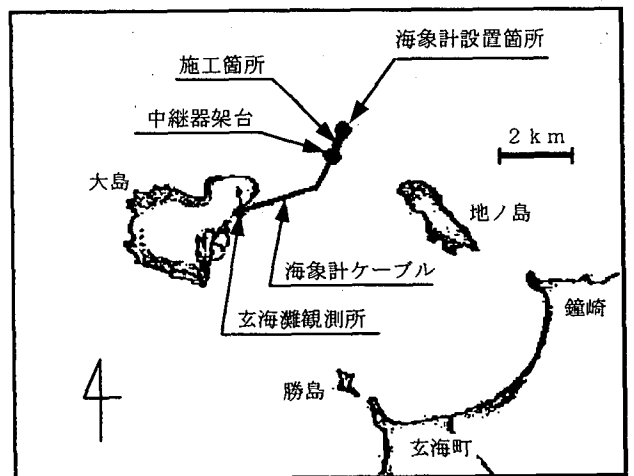 海象計設置箇所
施工箇所
中継器架台
2 km
大島
地ノ島
海象計ケーブル
鐘崎
玄海灘観測所
勝島
玄海町